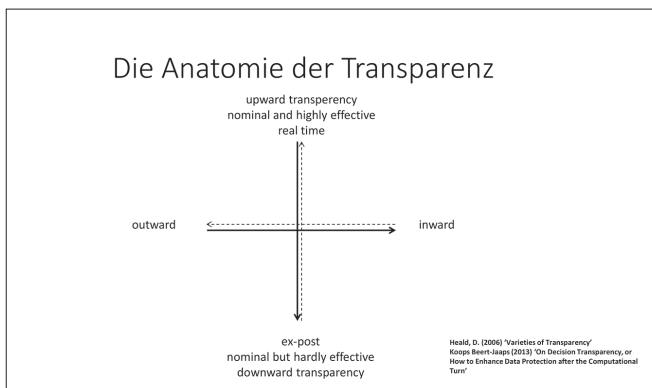 Die Anatomie der Transparenz
upward transperency
nominal and highly effective
real time
outward
inward
ex-post
nominal but hardly effective
downward transparency
Heald, D. (2006) 'Varieties of Transparency'
Koops Beert-Jaaps (2013) 'On Decision Transparency, or
How to Enhance Data Protection after the Computational
Turn'